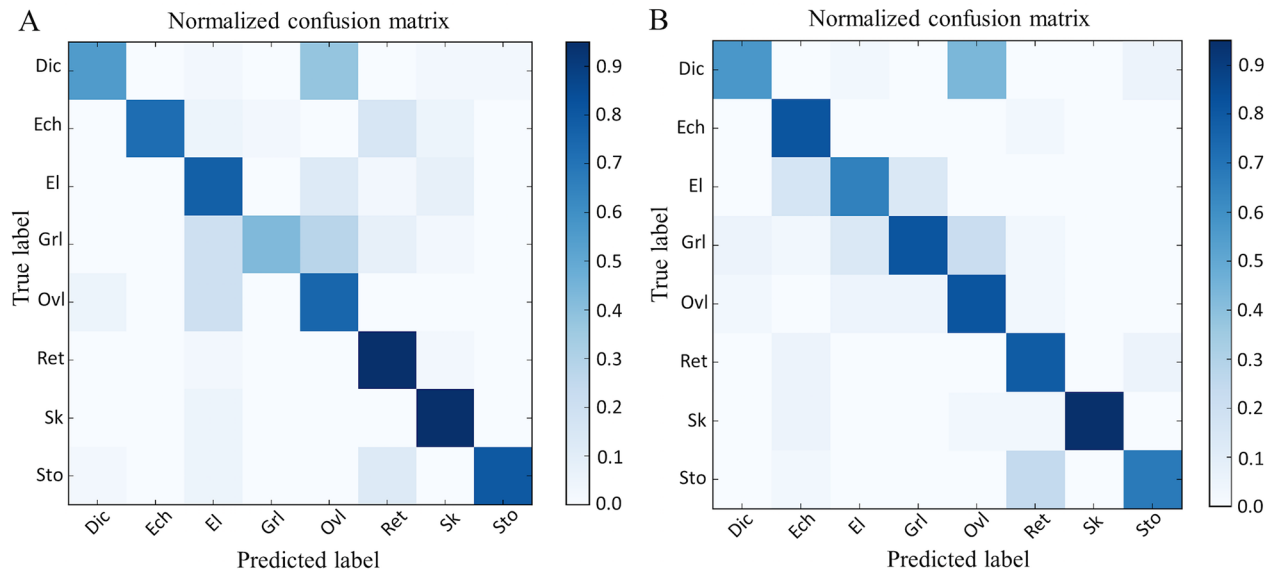 A
Normalized confusion matrix
True label
Dic
Ech
El
Grl
Ovl
Ret
Sk
Sto
Dic Ech El Grl Ovl Ret Sk Sto
Predicted label
0.9
0.8
0.7
0.6
0.5
0.4
0.3
0.2
0.1
0.0
B
Normalized confusion matrix
True label
Dic
Ech
El
Grl
Ovl
Ret
Sk
Sto
Dic Ech El Grl Ovl Ret Sk Sto
Predicted label
0.9
0.8
0.7
0.6
0.5
0.4
0.3
0.2
0.1
0.0